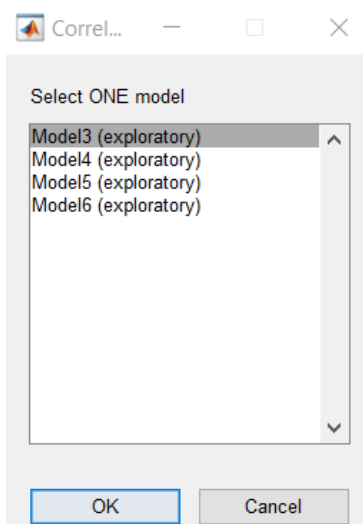 Correl...
Select ONE model
Model3 (exploratory)
Model4 (exploratory)
Model5 (exploratory)
Model6 (exploratory)
OK Cancel